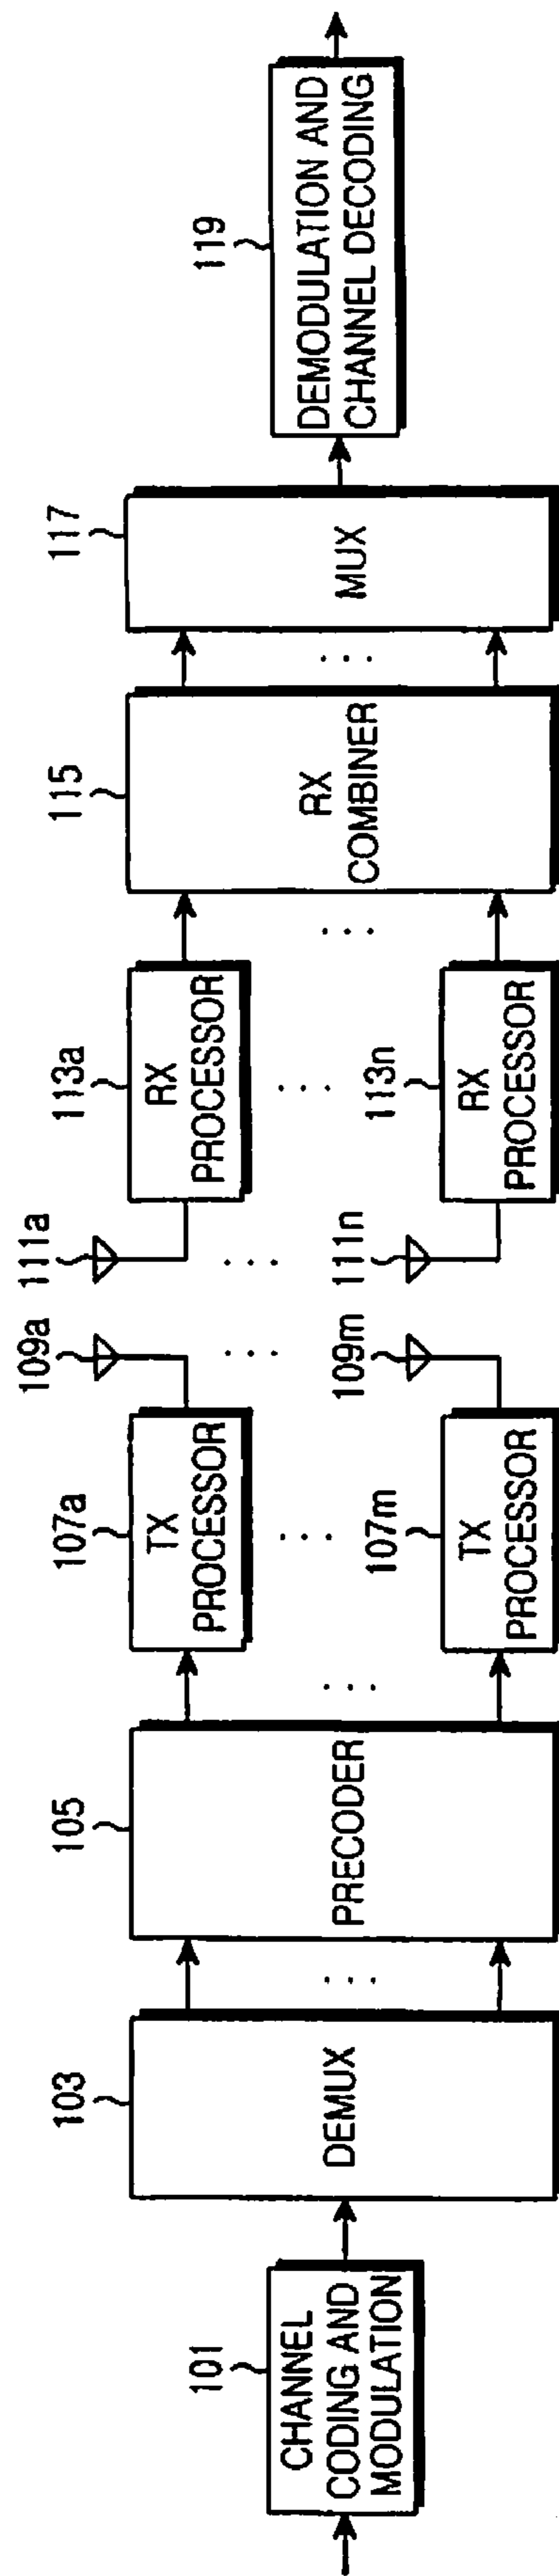 101
CHANNEL
CODING AND
MODULATION
103
DEMUX
105
PRECODER
107a
TX
PROCESSOR
...
107m
TX
PROCESSOR
109a
...
109m
111a
...
111n
113a
RX
PROCESSOR
...
113n
RX
PROCESSOR
115
RX
COMBINER
117
MUX
119
DEMODULATION AND
CHANNEL DECODING